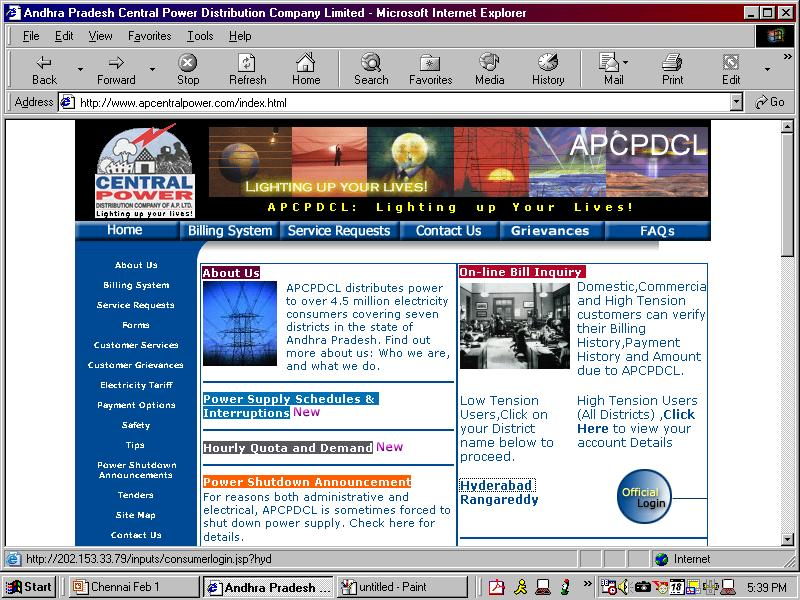 Andhra Pradesh Central Power Distribution Company Limited - Microsoft Internet Explorer
File Edit View Favorites Tools Help
Back Forward Stop Refresh Home Search Favorites Media History Mail Print Edit »
Address http://www.apcentralpower.com/index.html Go
CENTRAL
POWER
DISTRIBUTION COMPANY OF A.P. LTD.
Lighting up your lives!
APCPDCL
LIGHTING UP YOUR LIVES!
APCPDCL: Lighting up Your Lives!
Home Billing System Service Requests Contact Us Grievances FAQs
About Us
Billing System
Service Requests
Forms
Customer Services
Customer Grievances
Electricity Tariff
Payment Options
Safety
Tips
Power Shutdown
Announcements
Tenders
Site Map
Contact Us
About Us
APCPDCL distributes power
to over 4.5 million electricity
consumers covering seven
districts in the state of
Andhra Pradesh. Find out
more about us: Who we are,
and what we do.
Power Supply Schedules &
Interruptions New
Hourly Quota and Demand New
Power Shutdown Announcement
For reasons both administrative and
electrical, APCPDCL is sometimes forced to
shut down power supply. Check here for
details.
On-line Bill Inquiry
Domestic,Commercia
and High Tension
customers can verify
their Billing
History,Payment
History and Amount
due to APCPDCL.
Low Tension
Users,Click on
your District
name below to
proceed.
High Tension Users
(All Districts) ,Click
Here to view your
account Details
Hyderabad
Rangareddy
Official
Login
http://202.153.33.79/inputs/consumerlogin.jsp?hyd Internet
Start Chennai Feb 1 Andhra Pradesh ... untitled - Paint » 18 5:39 PM